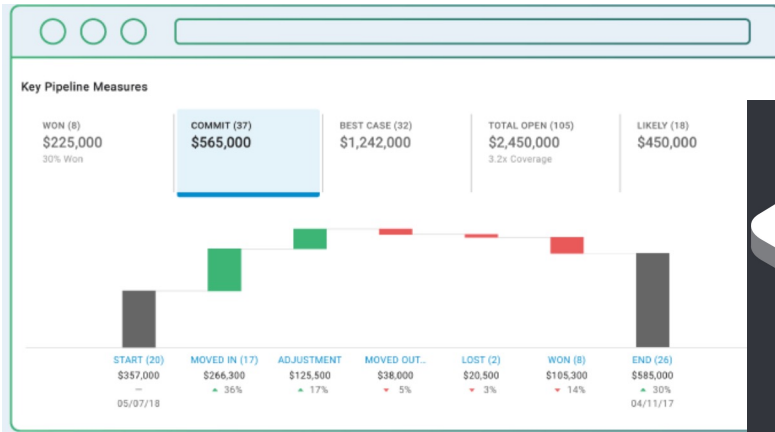 Key Pipeline Measures
WON (8)
$225,000
30% Won
COMMIT (37)
$565,000
BEST CASE (32)
$1,242,000
TOTAL OPEN (105)
$2,450,000
3.2x Coverage
LIKELY (18)
$450,000
START (20)
$357,000
—
05/07/18
MOVED IN (17)
$266,300
36%
ADJUSTMENT
$125,500
17%
MOVED OUT...
$38,000
5%
LOST (2)
$20,500
3%
WON (8)
$105,300
14%
END (26)
$585,000
30%
04/11/17